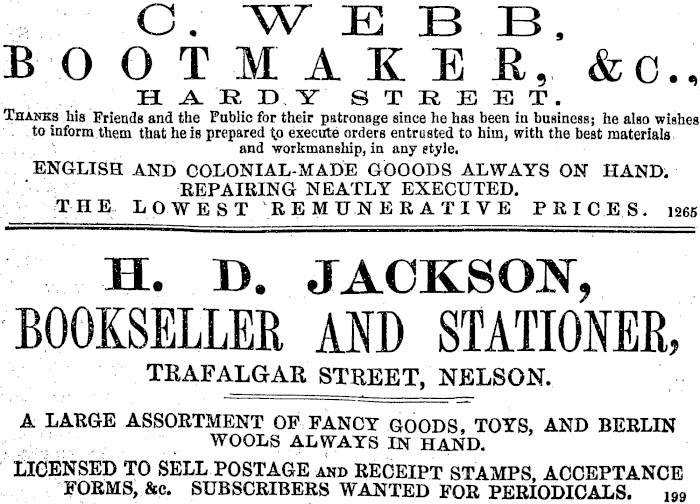 C. WEBB,
BOOTMAKER, &C.,
HARDY STREET.
THANKS his Friends and the Public for their patronage since he has been in business; he also wishes
to inform them that he is prepared to execute orders entrusted to him, with the best materials
and workmanship, in any style.
ENGLISH AND COLONIAL-MADE GOOODS ALWAYS ON HAND.
REPAIRING NEATLY EXECUTED.
THE LOWEST REMUNERATIVE PRICES. 1265
H. D. JACKSON,
BOOKSELLER AND STATIONER,
TRAFALGAR STREET, NELSON.
A LARGE ASSORTMENT OF FANCY GOODS, TOYS, AND BERLIN
WOOLS ALWAYS IN HAND.
LICENSED TO SELL POSTAGE AND RECEIPT STAMPS, ACCEPTANCE
FORMS, &c. SUBSCRIBERS WANTED FOR PERIODICALS. 199